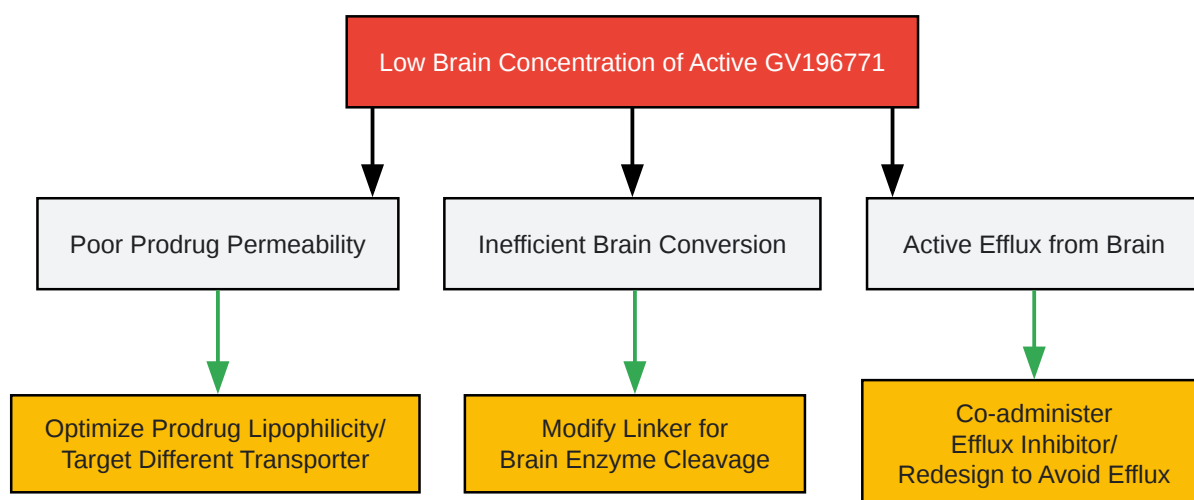 Low Brain Concentration of Active GV196771
Poor Prodrug Permeability
Inefficient Brain Conversion
Active Efflux from Brain
Optimize Prodrug Lipophilicity/
Target Different Transporter
Modify Linker for
Brain Enzyme Cleavage
Co-administer
Efflux Inhibitor/
Redesign to Avoid Efflux